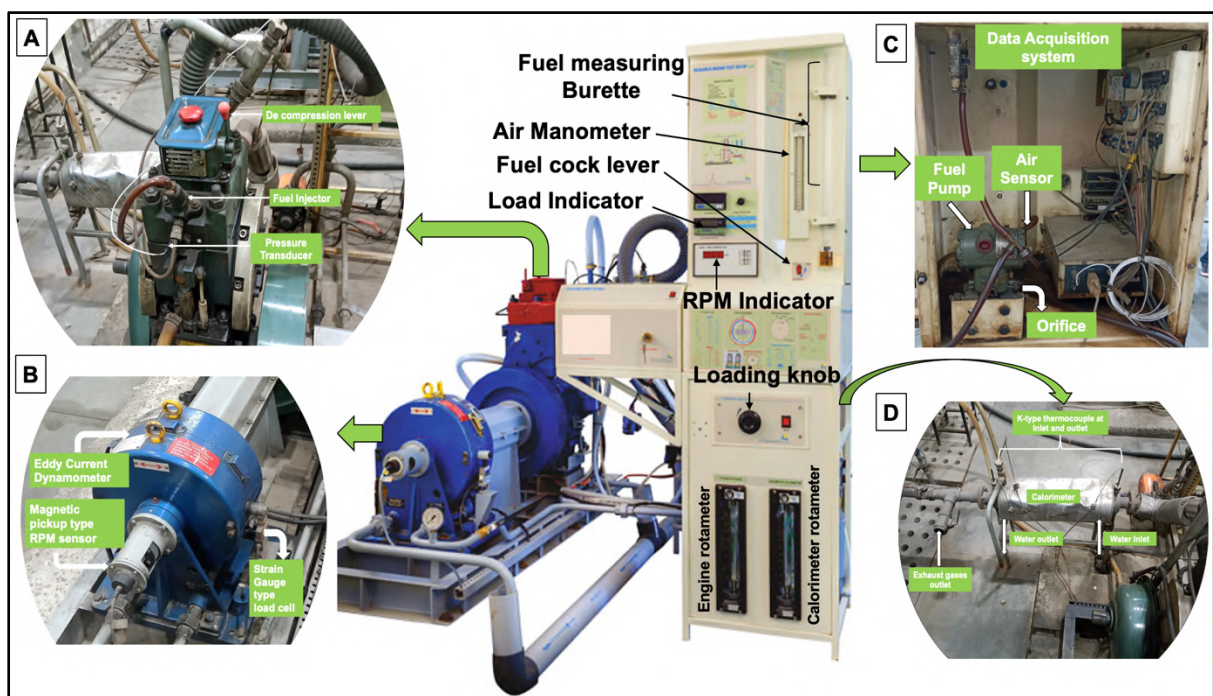 A
De compression lever
Fuel Injector
Pressure
Transducer
B
Eddy Current
Dynamometer
Magnetic
pickup type
RPM sensor
Strain
Gauge
type
load cell
Fuel measuring
Burette
Air Manometer
Fuel cock lever
Load Indicator
RPM Indicator
Loading knob
Engine rotameter
Calorimeter rotameter
C
Data Acquisition
system
Fuel
Pump
Air
Sensor
Orifice
D
K-type thermocouple at
inlet and outlet
Calorimeter
Water outlet
Water Inlet
Exhaust gases
outlet